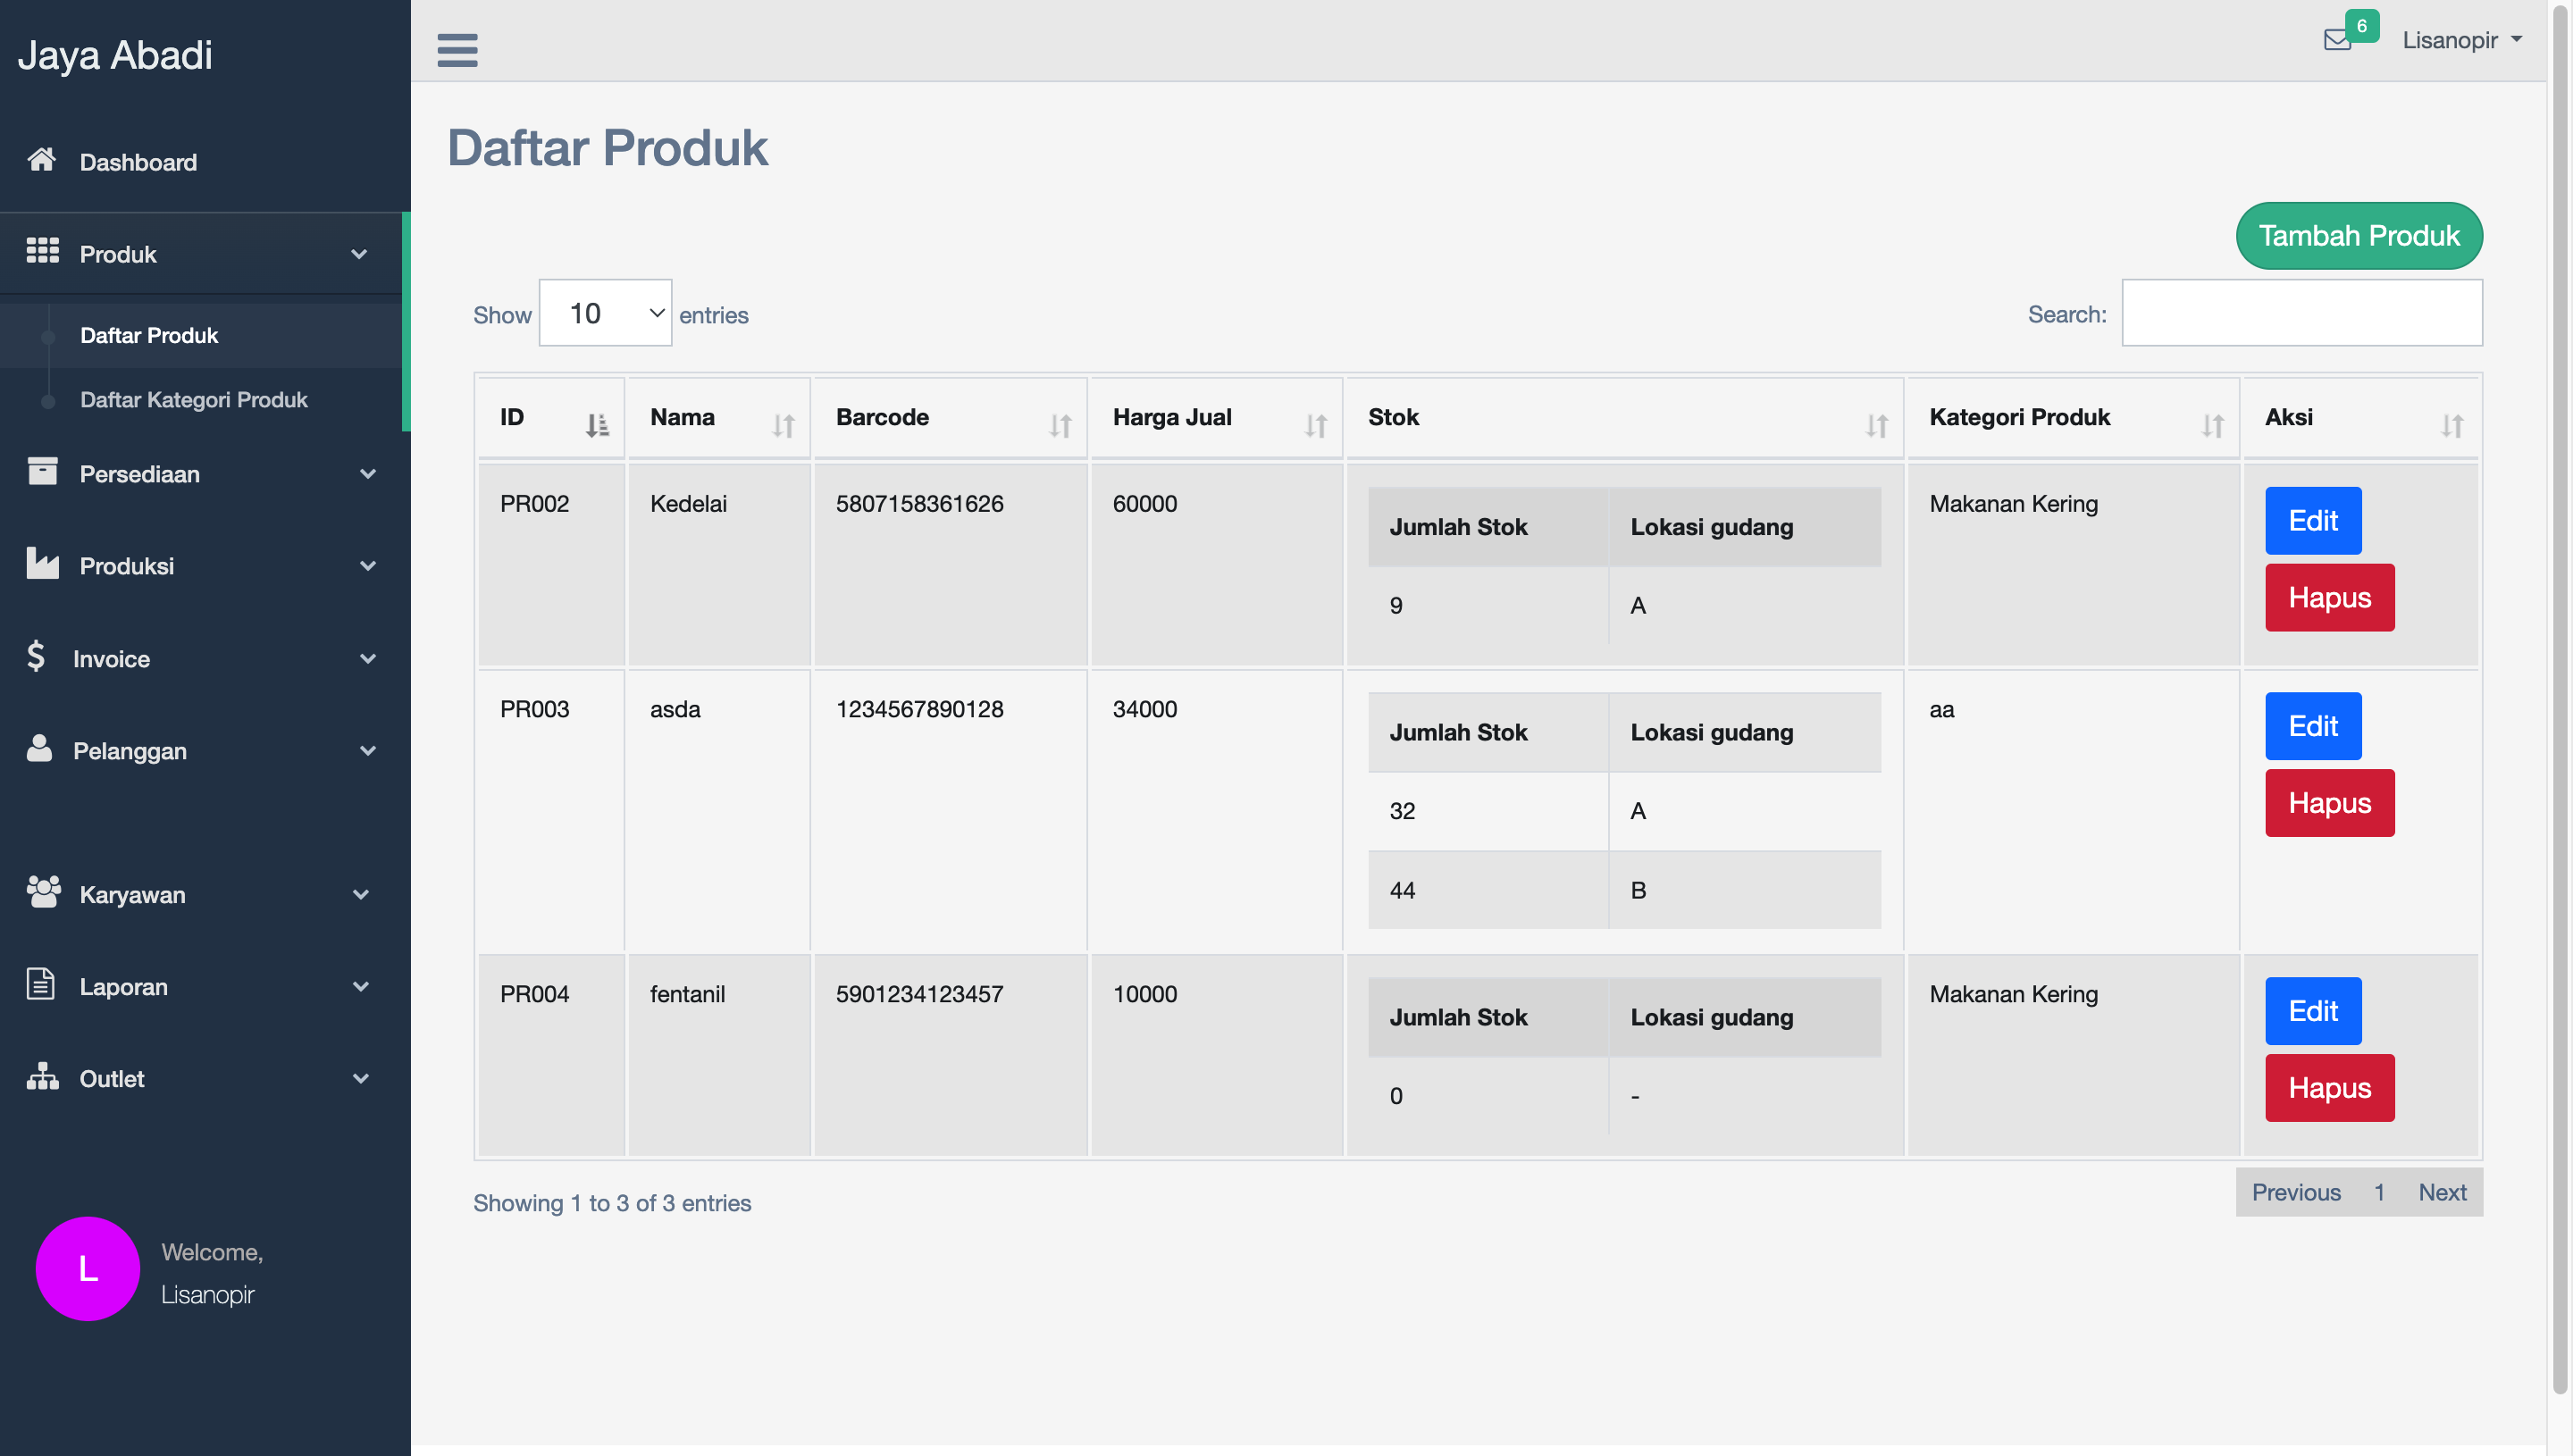 Jaya Abadi
6
Lisanopir
Dashboard
Produk
Daftar Produk
Daftar Kategori Produk
Persediaan
Produksi
Invoice
Pelanggan
Karyawan
Laporan
Outlet
L
Welcome,
Lisanopir
Daftar Produk
Tambah Produk
Show 10 entries
Search:
ID Nama Barcode Harga Jual Stok Kategori Produk Aksi
PR002 Kedelai 5807158361626 60000 Makanan Kering
Jumlah Stok Lokasi gudang
9 A
Edit
Hapus
PR003 asda 1234567890128 34000 aa
Jumlah Stok Lokasi gudang
32 A
44 B
Edit
Hapus
PR004 fentanil 5901234123457 10000 Makanan Kering
Jumlah Stok Lokasi gudang
0 -
Edit
Hapus
Showing 1 to 3 of 3 entries
Previous 1 Next